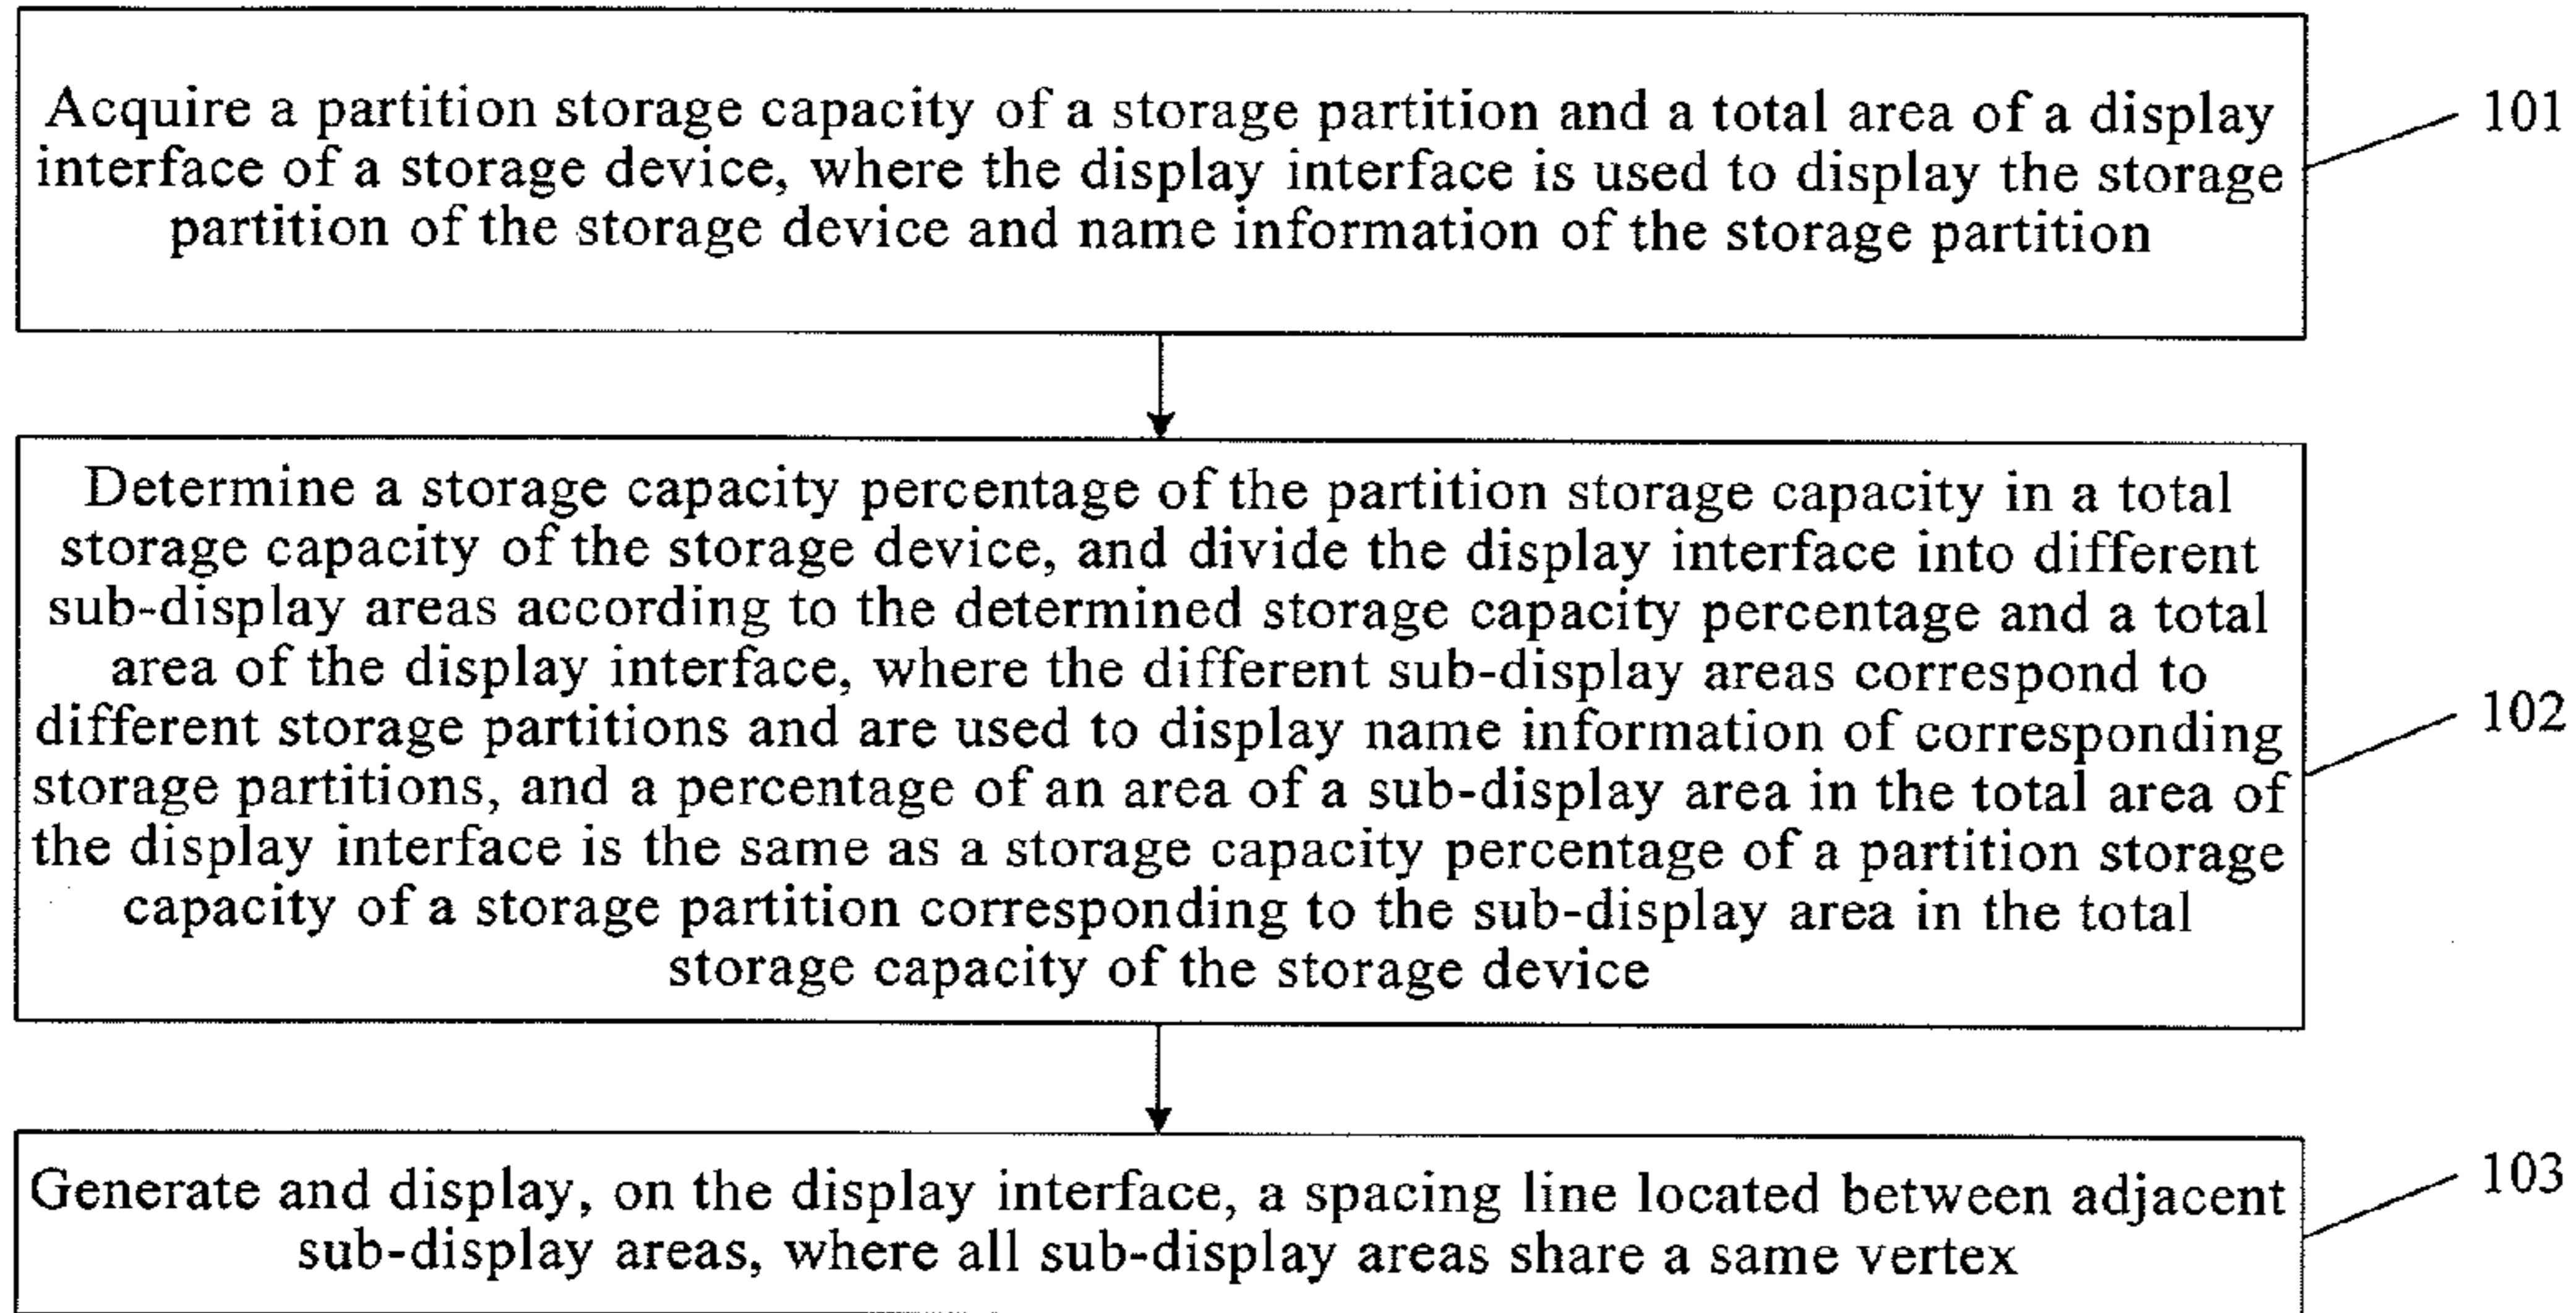 Acquire a partition storage capacity of a storage partition and a total area of a display
interface of a storage device, where the display interface is used to display the storage
partition of the storage device and name information of the storage partition
101
Determine a storage capacity percentage of the partition storage capacity in a total
storage capacity of the storage device, and divide the display interface into different
sub-display areas according to the determined storage capacity percentage and a total
area of the display interface, where the different sub-display areas correspond to
different storage partitions and are used to display name information of corresponding
storage partitions, and a percentage of an area of a sub-display area in the total area of
the display interface is the same as a storage capacity percentage of a partition storage
capacity of a storage partition corresponding to the sub-display area in the total
storage capacity of the storage device
102
Generate and display, on the display interface, a spacing line located between adjacent
sub-display areas, where all sub-display areas share a same vertex
103